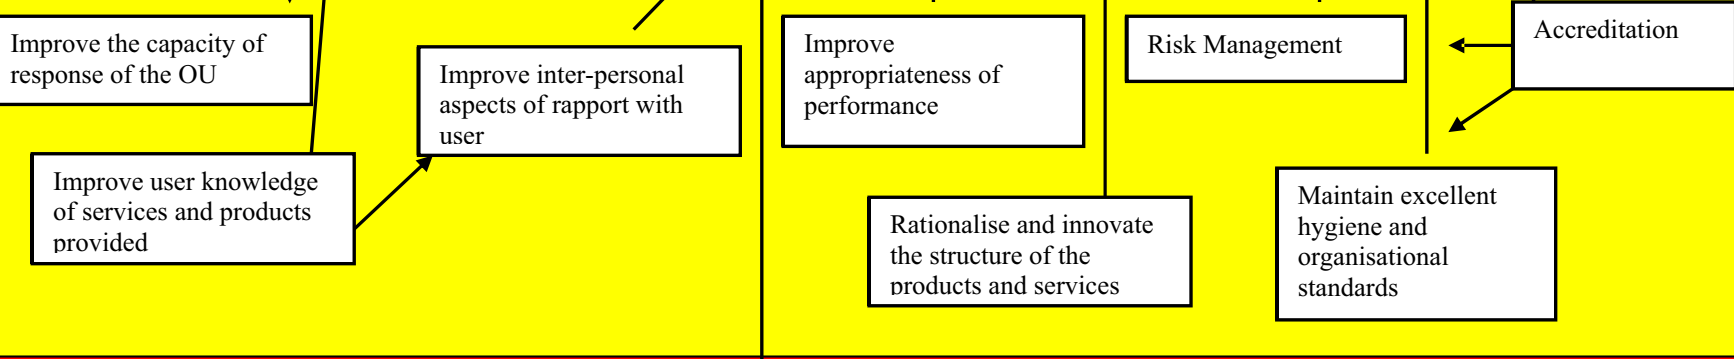 Improve the capacity of
response of the OU
Improve inter-personal
aspects of rapport with
user
Improve user knowledge
of services and products
provided
Improve
appropriateness of
performance
Risk Management
Accreditation
Rationalise and innovate
the structure of the
products and services
Maintain excellent
hygiene and
organisational
standards